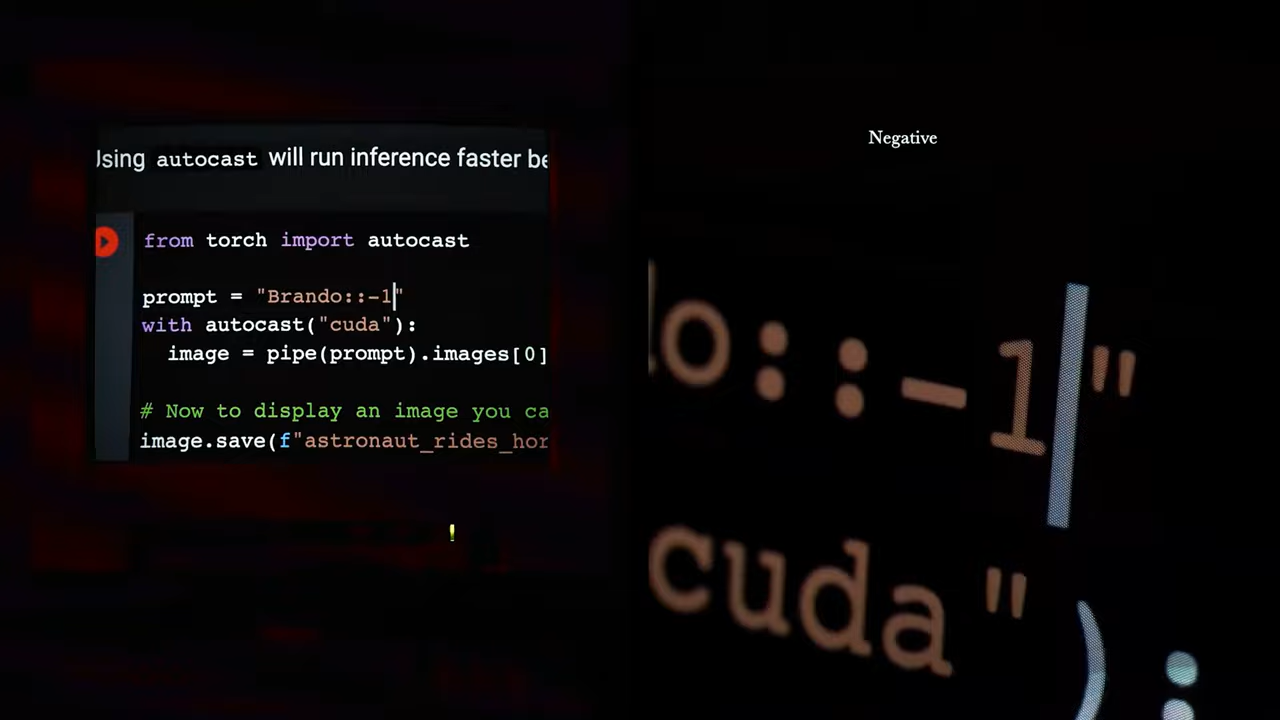 Using autocast will run inference faster be
from torch import autocast
prompt = "Brando::-1"
with autocast("cuda"):
image = pipe(prompt).images[0]
# Now to display an image you ca
image.save(f"astronaut_rides_hor
!
Negative
o::-1"
cuda"):